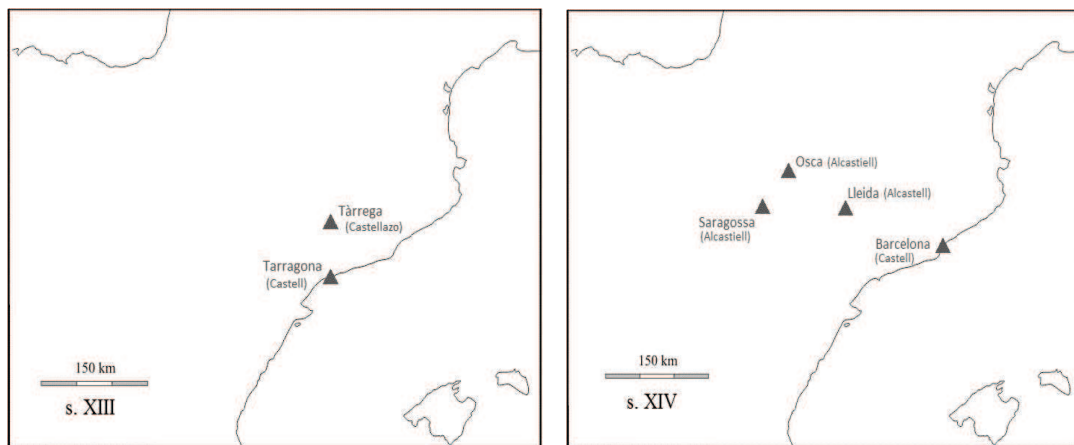 Tàrrega
(Castellazo)
Tarragona
(Castell)
150 km
s. XIII
Osca (Alcastiell)
Lleida (Alcastell)
Saragossa
(Alcastiell)
Barcelona
(Castell)
150 km
s. XIV